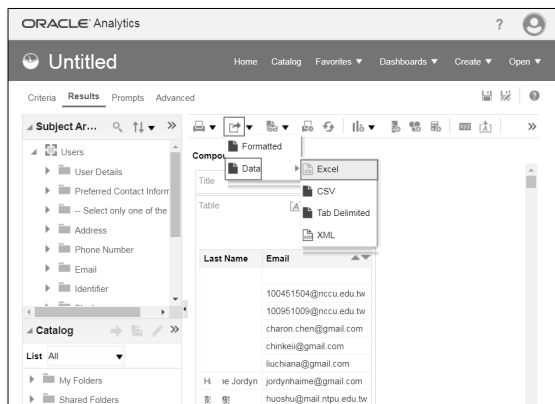 ORACLE Analytics
?
Untitled
Home Catalog Favorites Dashboards Create Open
Criteria Results Prompts Advanced
Subject Ar...
Users
User Details
Preferred Contact Inform
-- Select only one of the
Address
Phone Number
Email
Identifier
Catalog
List All
My Folders
Shared Folders
Formatted
Data
Excel
CSV
Tab Delimited
XML
Compou
Title
Table
Last Name Email
100451504@nccu.edu.tw
100951009@nccu.edu.tw
charon.chen@gmail.com
chinkeii@gmail.com
liuchiana@gmail.com
Jordyn jordynhaime@gmail.com
huoshu@mail.ntpu.edu.tw